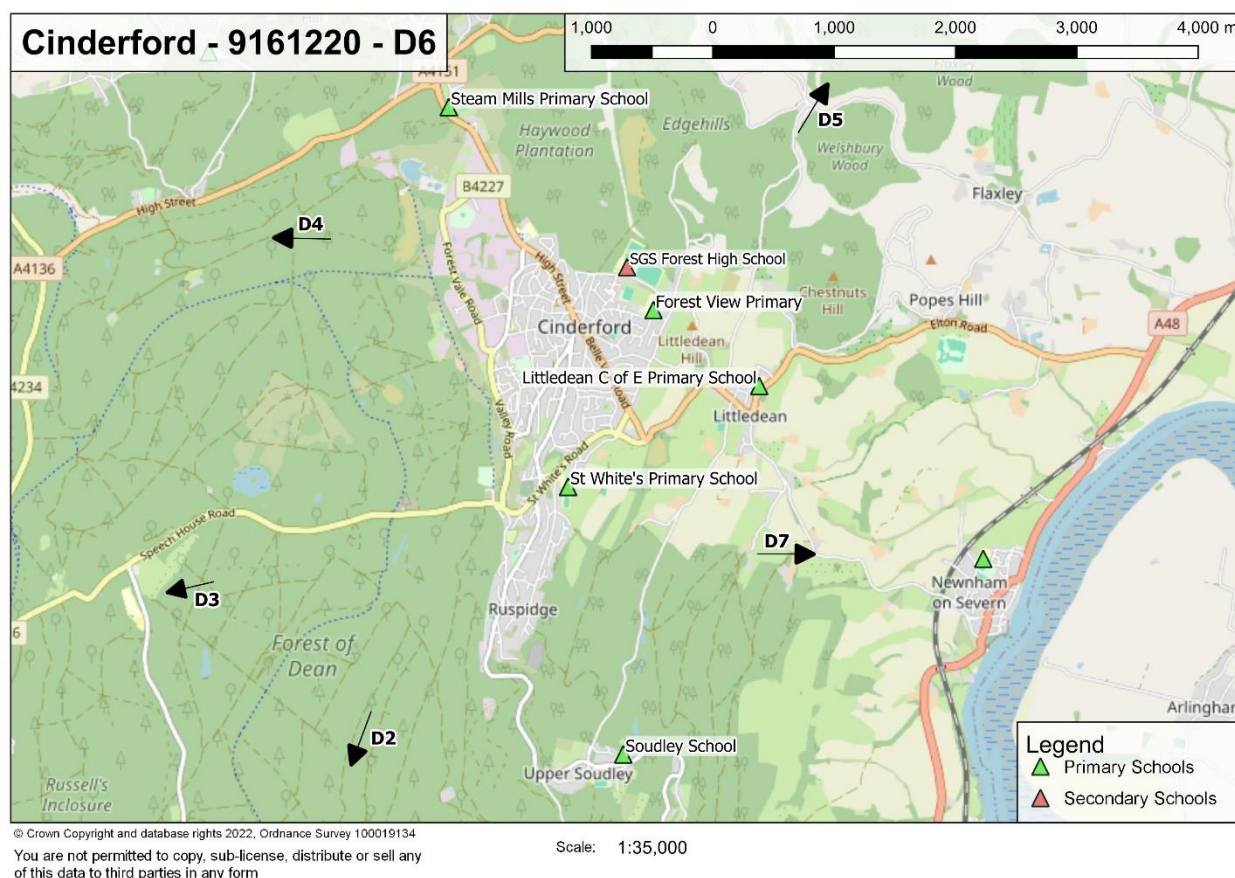 Cinderford - 9161220 - D6
1,000 0 1,000 2,000 3,000 4,000 m
A4151
Steam Mills Primary School
Haywood
Plantation
Edgehills
D5
Welshbury
Wood
Flaxley
Wood
Flaxley
B4227
High Street
D4
A4136
Forest Vale Road
High Street
SGS Forest High School
Forest View Primary
Chestnuts
Hill
Popes Hill
Elton Road
A48
Cinderford
Littledean
Hill
4234
Littledean C of E Primary School
Littledean
Valley Road
St White's Road
St White's Primary School
Speech House Road
D7
D3
6
Newnham
on Severn
Ruspidge
Forest of
Dean
D2
Arlingham
Soudley School
Upper Soudley
Russell's
Inclosure
Legend
Primary Schools
Secondary Schools
© Crown Copyright and database rights 2022, Ordnance Survey 100019134
You are not permitted to copy, sub-license, distribute or sell any
of this data to third parties in any form
Scale: 1:35,000